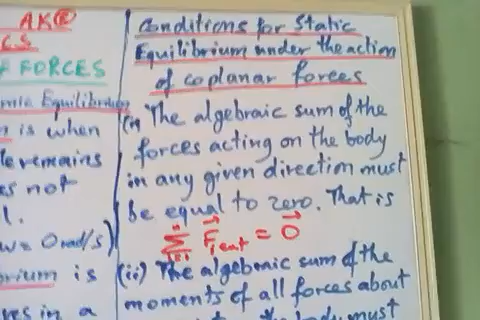 AK®
CS
FORCES
Equilibrium
is when
remains
not
w = 0 rad/s)
is
in a
Conditions for Static
Equilibrium under the action
of coplanar forces
(i) The algebraic sum of the
forces acting on the body
in any given direction must
be equal to zero. That is
n∑i=1 F⃗i ext = 0⃗
(ii) The algebraic sum of the
moments of all forces about
the body must